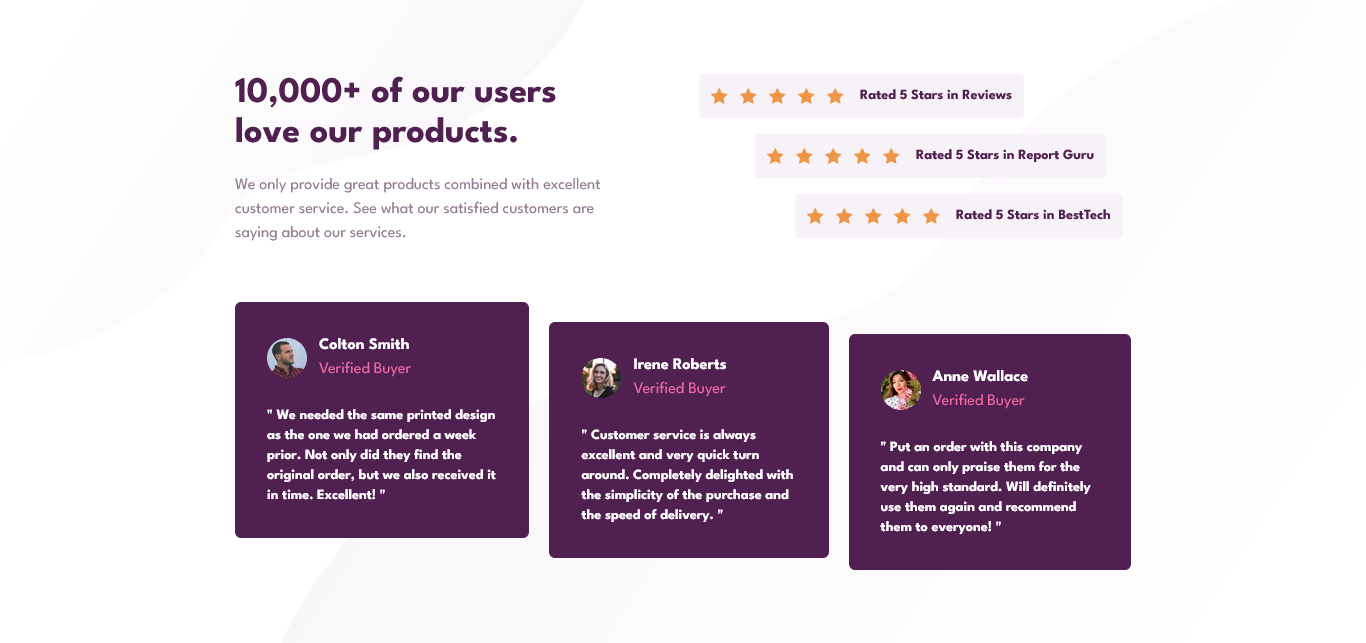 10,000+ of our users
love our products.
We only provide great products combined with excellent
customer service. See what our satisfied customers are
saying about our services.
Rated 5 Stars in Reviews
Rated 5 Stars in Report Guru
Rated 5 Stars in BestTech
Colton Smith
Verified Buyer
" We needed the same printed design
as the one we had ordered a week
prior. Not only did they find the
original order, but we also received it
in time. Excellent! "
Irene Roberts
Verified Buyer
" Customer service is always
excellent and very quick turn
around. Completely delighted with
the simplicity of the purchase and
the speed of delivery. "
Anne Wallace
Verified Buyer
" Put an order with this company
and can only praise them for the
very high standard. Will definitely
use them again and recommend
them to everyone! "